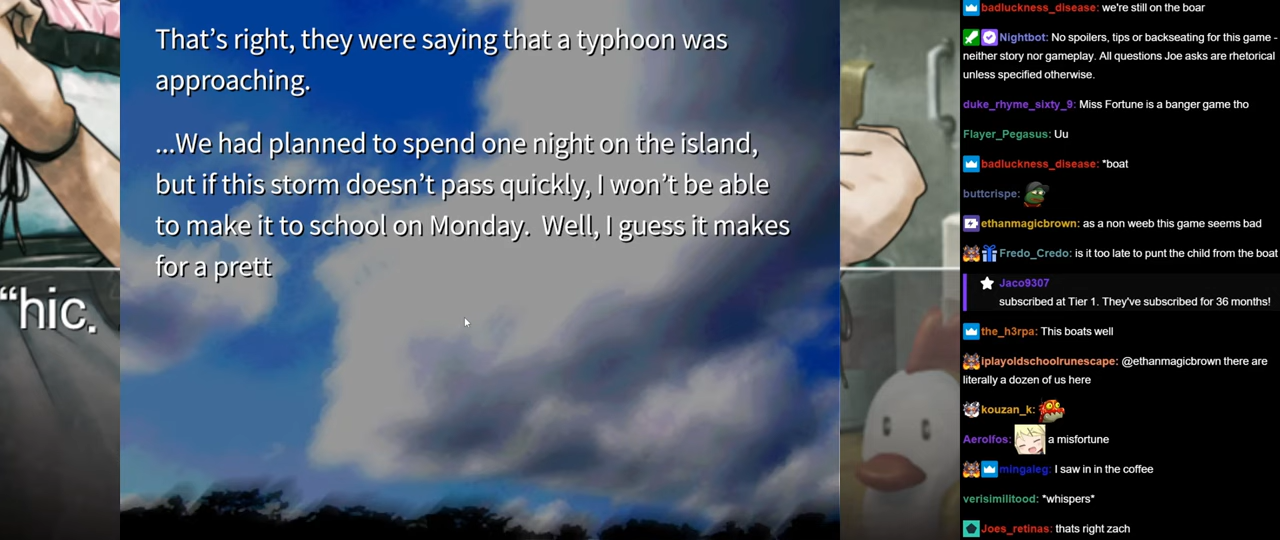 That's right, they were saying that a typhoon was
approaching.
...We had planned to spend one night on the island,
but if this storm doesn't pass quickly, I won't be able
to make it to school on Monday.  Well, I guess it makes
for a prett
“hic.
badluckness_disease: we're still on the boar
Nightbot: No spoilers, tips or backseating for this game -
neither story nor gameplay. All questions Joe asks are rhetorical
unless specified otherwise.
duke_rhyme_sixty_9: Miss Fortune is a banger game tho
Flayer_Pegasus: Uu
badluckness_disease: *boat
buttcrispe:
ethanmagicbrown: as a non weeb this game seems bad
Fredo_Credo: is it too late to punt the child from the boat
Jaco9307
subscribed at Tier 1. They've subscribed for 36 months!
the_h3rpa: This boats well
iplayoldschoolrunescape: @ethanmagicbrown there are
literally a dozen of us here
kouzan_k:
Aerolfos: a misfortune
mingaleg: I saw in in the coffee
verisimilitood: *whispers*
Joes_retinas: thats right zach